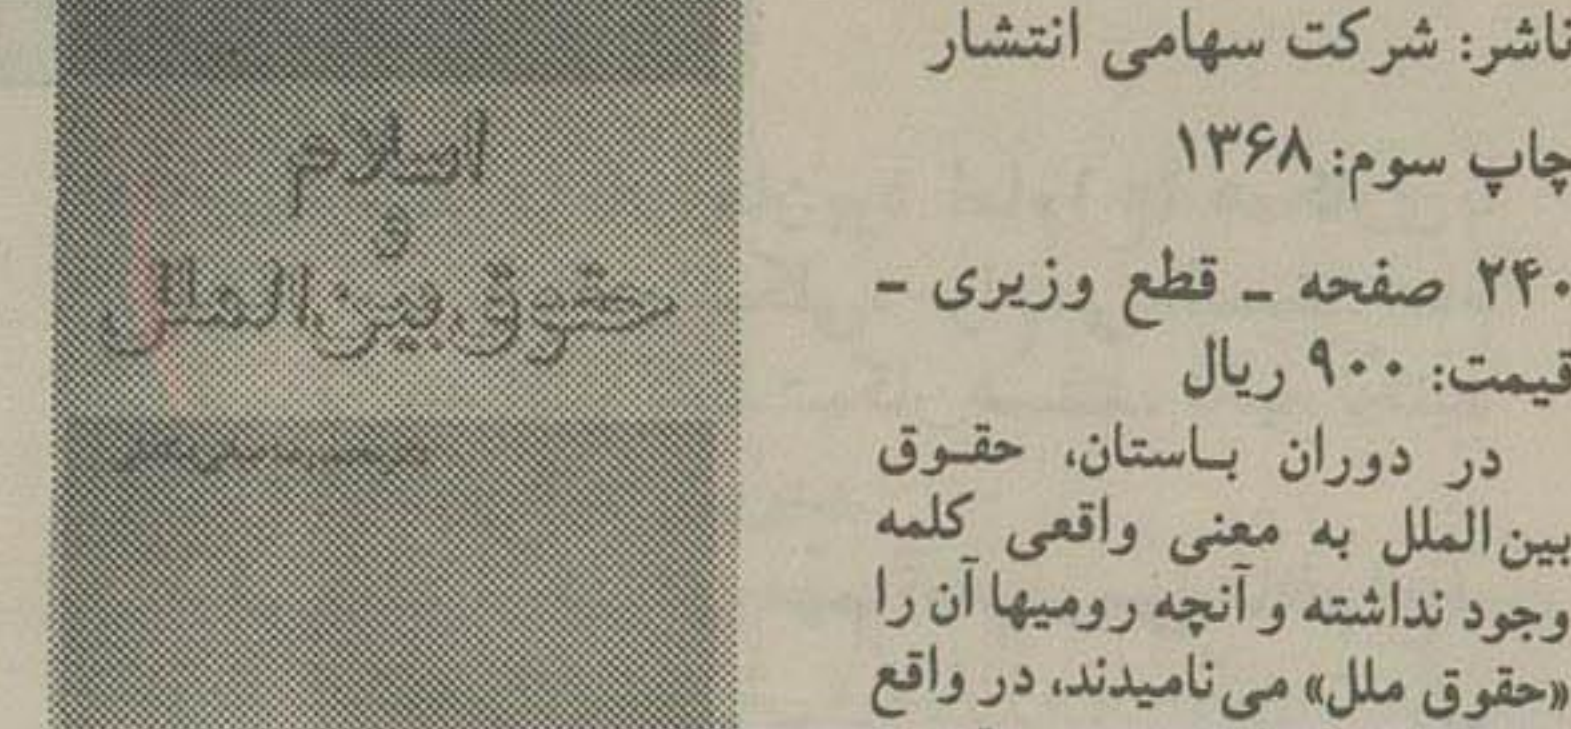 ناشر: شرکت سهامی انتشار
چاپ سوم: ۱۳۶۸
۲۴۰ صفحه ـ قطع وزیری ـ
قیمت: ۹۰۰ ریال
در دوران بـاستان، حقـوق
بین‌الملل به معنی واقعی کلمه
وجود نداشته و آنچه رومیها آن را
«حقوق ملل» می‌نامیدند، در واقع
اسلام
و
حقوق بین‌الملل